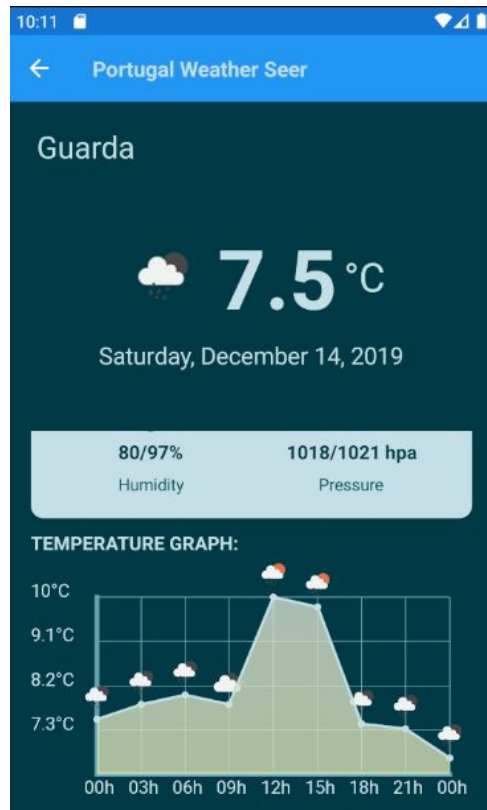 10:11
Portugal Weather Seer
Guarda
7.5 °C
Saturday, December 14, 2019
80/97% 1018/1021 hpa
Humidity Pressure
TEMPERATURE GRAPH:
10°C
9.1°C
8.2°C
7.3°C
00h 03h 06h 09h 12h 15h 18h 21h 00h